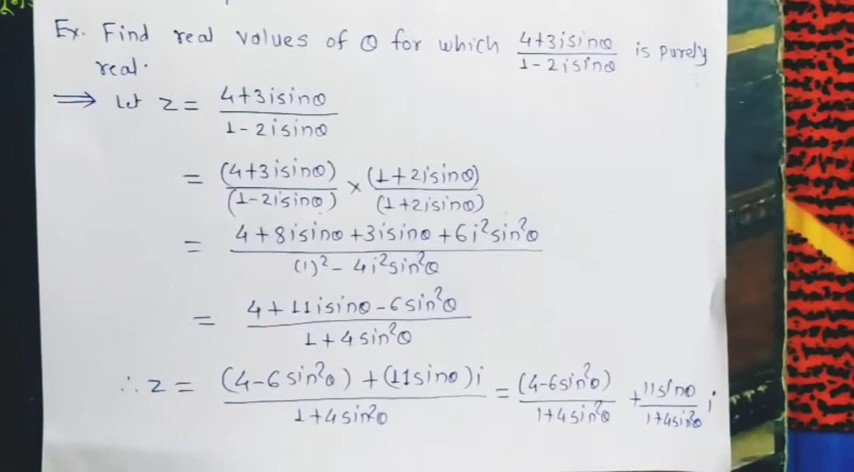 Ex. Find real values of θ for which (4+3isinθ)/(1-2isinθ) is purely
real.
⟹ Let z = (4+3isinθ)/(1-2isinθ)
= (4+3isinθ)/(1-2isinθ) × (1+2isinθ)/(1+2isinθ)
= (4+8isinθ+3isinθ+6i²sin²θ)/((1)²-4i²sin²θ)
= (4+11isinθ-6sin²θ)/(1+4sin²θ)
∴ z = ((4-6sin²θ)+(11sinθ)i)/(1+4sin²θ) = (4-6sin²θ)/(1+4sin²θ) + 11sinθ/(1+4sin²θ) i